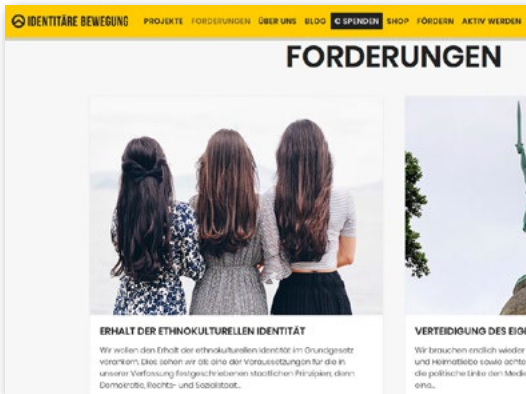 IDENTITÄRE BEWEGUNG PROJEKTE FORDERUNGEN ÜBER UNS BLOG € SPENDEN SHOP FÖRDERN AKTIV WERDEN
FORDERUNGEN
ERHALT DER ETHNOKULTURELLEN IDENTITÄT
Wir wollen den Erhalt der ethnokulturellen Identität im Grundgesetz
verankern. Dies sehen wir als eine der Voraussetzungen für die in
unserer Verfassung festgeschriebenen staatlichen Prinzipien, denn
Demokratie, Rechts- und Sozialstaat...
VERTEIDIGUNG DES
Wir brauchen endlich wieder
und Heimatliebe sowie echte
die politische Linke den Medie
eine...